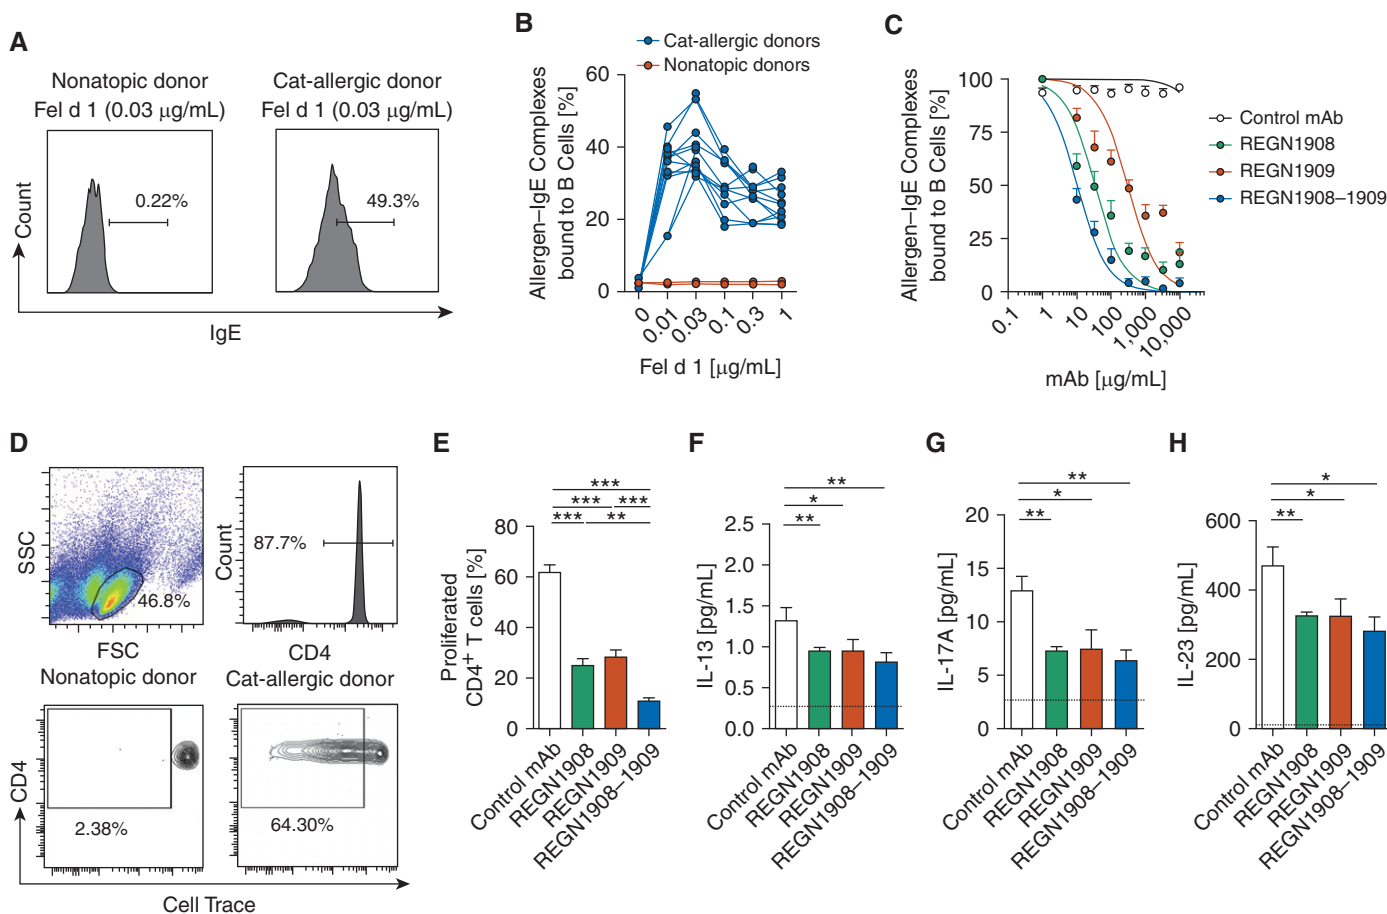 A
Nonatopic donor
Fel d 1 (0.03 μg/mL)
Cat-allergic donor
Fel d 1 (0.03 μg/mL)
0.22%
49.3%
Count
IgE
B
Cat-allergic donors
Nonatopic donors
Allergen–IgE Complexes
bound to B Cells [%]
60
40
20
0
0
0.01
0.03
0.1
0.3
1
Fel d 1 [μg/mL]
C
Allergen–IgE Complexes
bound to B Cells [%]
100
75
50
25
0
0.1
1
10
100
1,000
10,000
mAb [μg/mL]
Control mAb
REGN1908
REGN1909
REGN1908–1909
D
SSC
46.8%
FSC
Count
87.7%
CD4
Nonatopic donor
Cat-allergic donor
CD4
2.38%
64.30%
Cell Trace
E
***
*** ***
*** **
Proliferated
CD4+ T cells [%]
80
60
40
20
0
Control mAb
REGN1908
REGN1909
REGN1908–1909
F
**
*
**
IL-13 [pg/mL]
2.5
2.0
1.5
1.0
0.5
0.0
Control mAb
REGN1908
REGN1909
REGN1908–1909
G
**
*
**
IL-17A [pg/mL]
20
15
10
5
0
Control mAb
REGN1908
REGN1909
REGN1908–1909
H
*
*
**
IL-23 [pg/mL]
600
400
200
0
Control mAb
REGN1908
REGN1909
REGN1908–1909